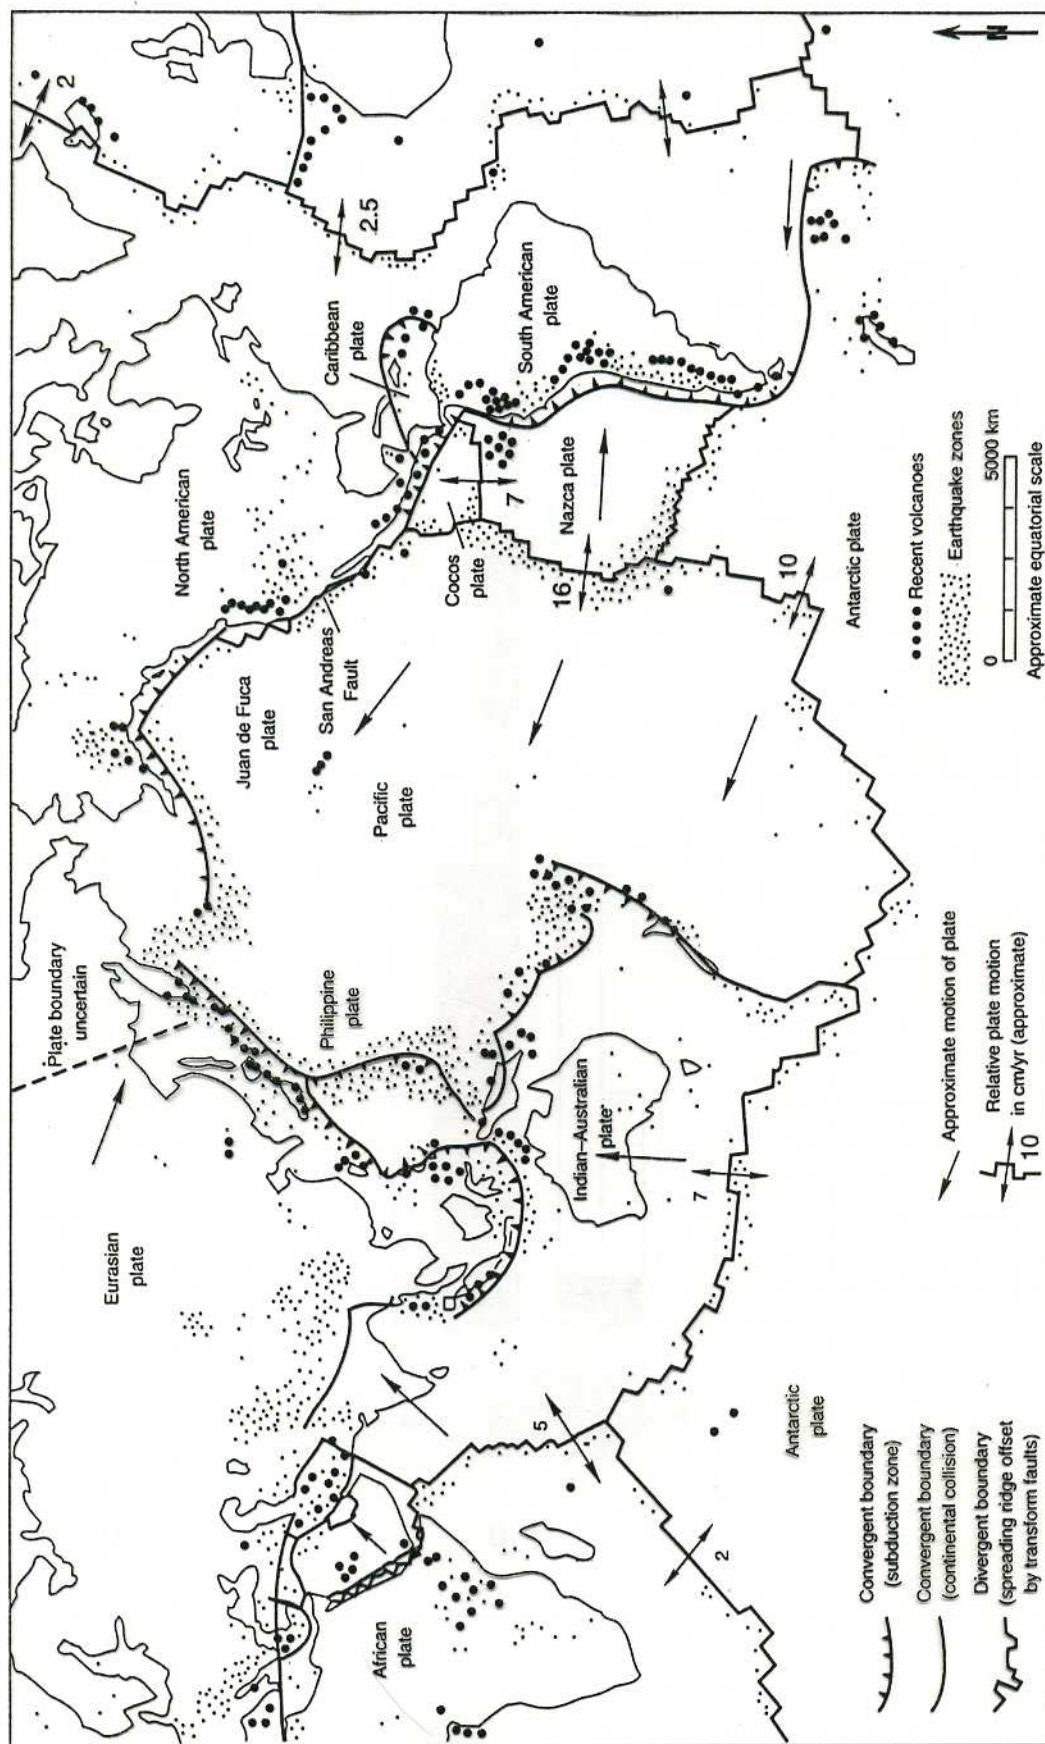 Plate boundary
uncertain
Eurasian
plate
North American
plate
Juan de Fuca
plate
San Andreas
Fault
Caribbean
plate
Philippine
plate
Pacific
plate
Cocos
plate
South American
plate
Nazca plate
African
plate
Indian–Australian
plate
Antarctic
plate
Antarctic plate
2
2.5
7
16
10
5
7
2
N
Convergent boundary
(subduction zone)
Convergent boundary
(continental collision)
Divergent boundary
(spreading ridge offset
by transform faults)
Approximate motion of plate
Relative plate motion
in cm/yr (approximate)
10
Recent volcanoes
Earthquake zones
0 5000 km
Approximate equatorial scale